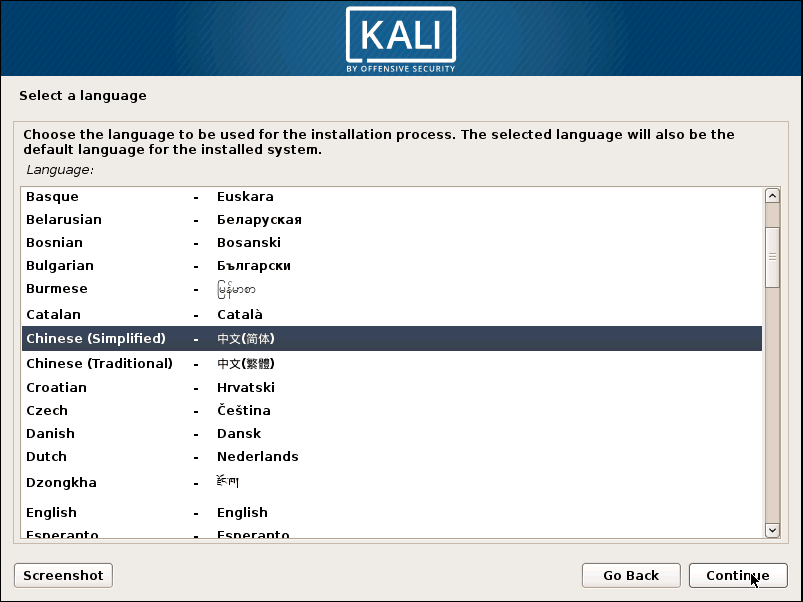 KALI
BY OFFENSIVE SECURITY
Select a language
Choose the language to be used for the installation process. The selected language will also be the
default language for the installed system.
Language:
Basque - Euskara
Belarusian - Беларуская
Bosnian - Bosanski
Bulgarian - Български
Burmese - မြန်မာစာ
Catalan - Català
Chinese (Simplified) - 中文(简体)
Chinese (Traditional) - 中文(繁體)
Croatian - Hrvatski
Czech - Čeština
Danish - Dansk
Dutch - Nederlands
Dzongkha - རྫོང་ཁ།
English - English
Esperanto - Esperanto
Screenshot Go Back Continue